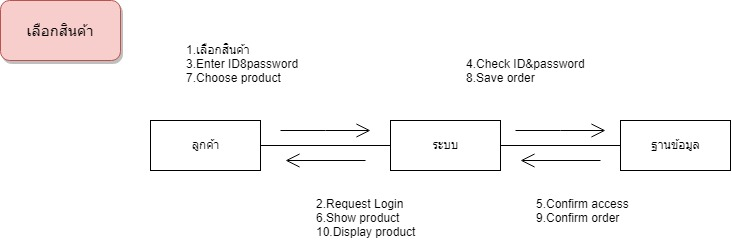 เลือกสินค้า
1.เลือกสินค้า
3.Enter ID8password
7.Choose product
4.Check ID&password
8.Save order
ลูกค้า
ระบบ
ฐานข้อมูล
2.Request Login
6.Show product
10.Display product
5.Confirm access
9.Confirm order